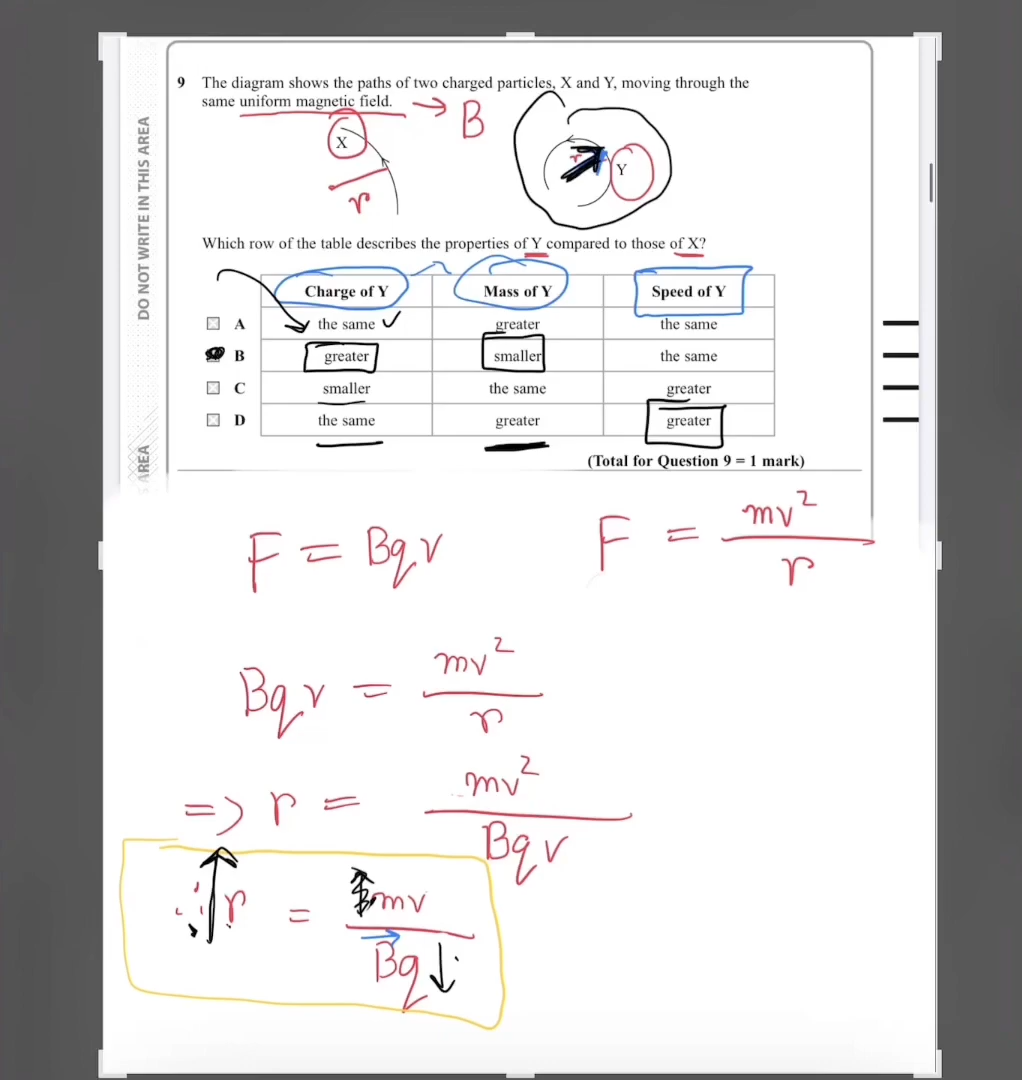 DO NOT WRITE IN THIS AREA
AREA
9 The diagram shows the paths of two charged particles, X and Y, moving through the
same uniform magnetic field. → B
X
r
r
Y
Which row of the table describes the properties of Y compared to those of X?
Charge of Y Mass of Y Speed of Y
A the same ✓ greater the same
B greater smaller the same
C smaller the same greater
D the same greater greater
(Total for Question 9 = 1 mark)
F = Bqv F = mv²/r
Bqv = mv²/r
=> r = mv²/Bqv
∴ r = mv/Bq